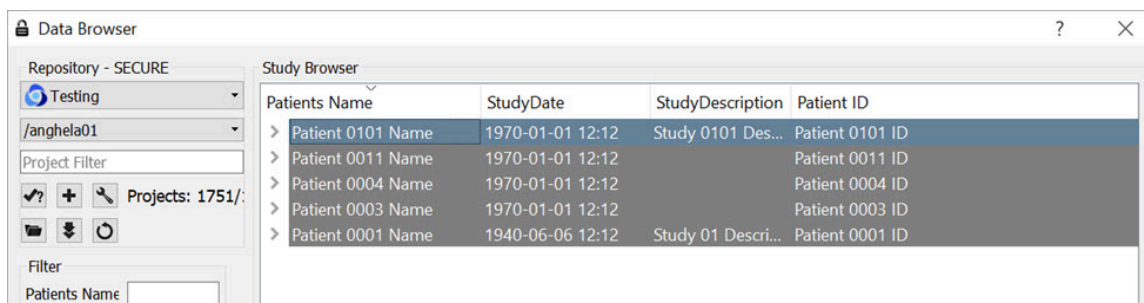 Data Browser ?
Repository - SECURE
Testing
/anghela01
Project Filter
Projects: 1751/
Filter
Patients Name
Study Browser
Patients Name StudyDate StudyDescription Patient ID
Patient 0101 Name 1970-01-01 12:12 Study 0101 Des... Patient 0101 ID
Patient 0011 Name 1970-01-01 12:12 Patient 0011 ID
Patient 0004 Name 1970-01-01 12:12 Patient 0004 ID
Patient 0003 Name 1970-01-01 12:12 Patient 0003 ID
Patient 0001 Name 1940-06-06 12:12 Study 01 Descri... Patient 0001 ID